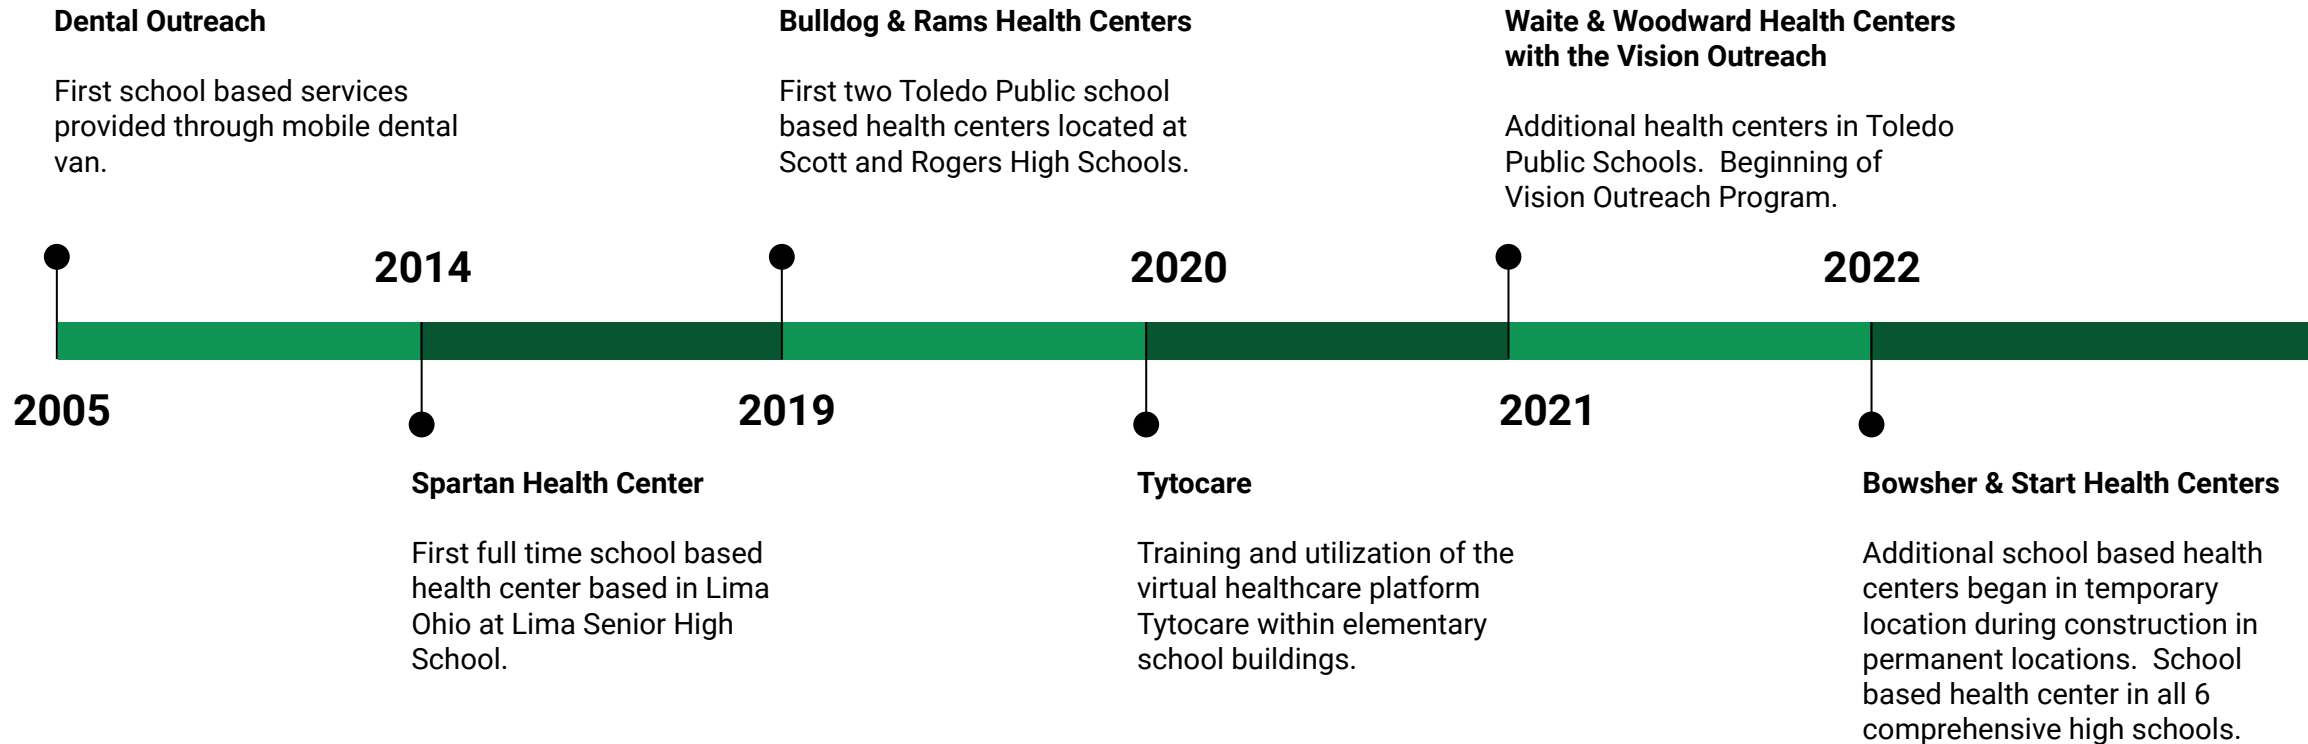 Dental Outreach
First school based services
provided through mobile dental
van.
Bulldog & Rams Health Centers
First two Toledo Public school
based health centers located at
Scott and Rogers High Schools.
Waite & Woodward Health Centers
with the Vision Outreach
Additional health centers in Toledo
Public Schools.  Beginning of
Vision Outreach Program.
2014
2020
2022
2005
2019
2021
Spartan Health Center
First full time school based
health center based in Lima
Ohio at Lima Senior High
School.
Tytocare
Training and utilization of the
virtual healthcare platform
Tytocare within elementary
school buildings.
Bowsher & Start Health Centers
Additional school based health
centers began in temporary
location during construction in
permanent locations.  School
based health center in all 6
comprehensive high schools.